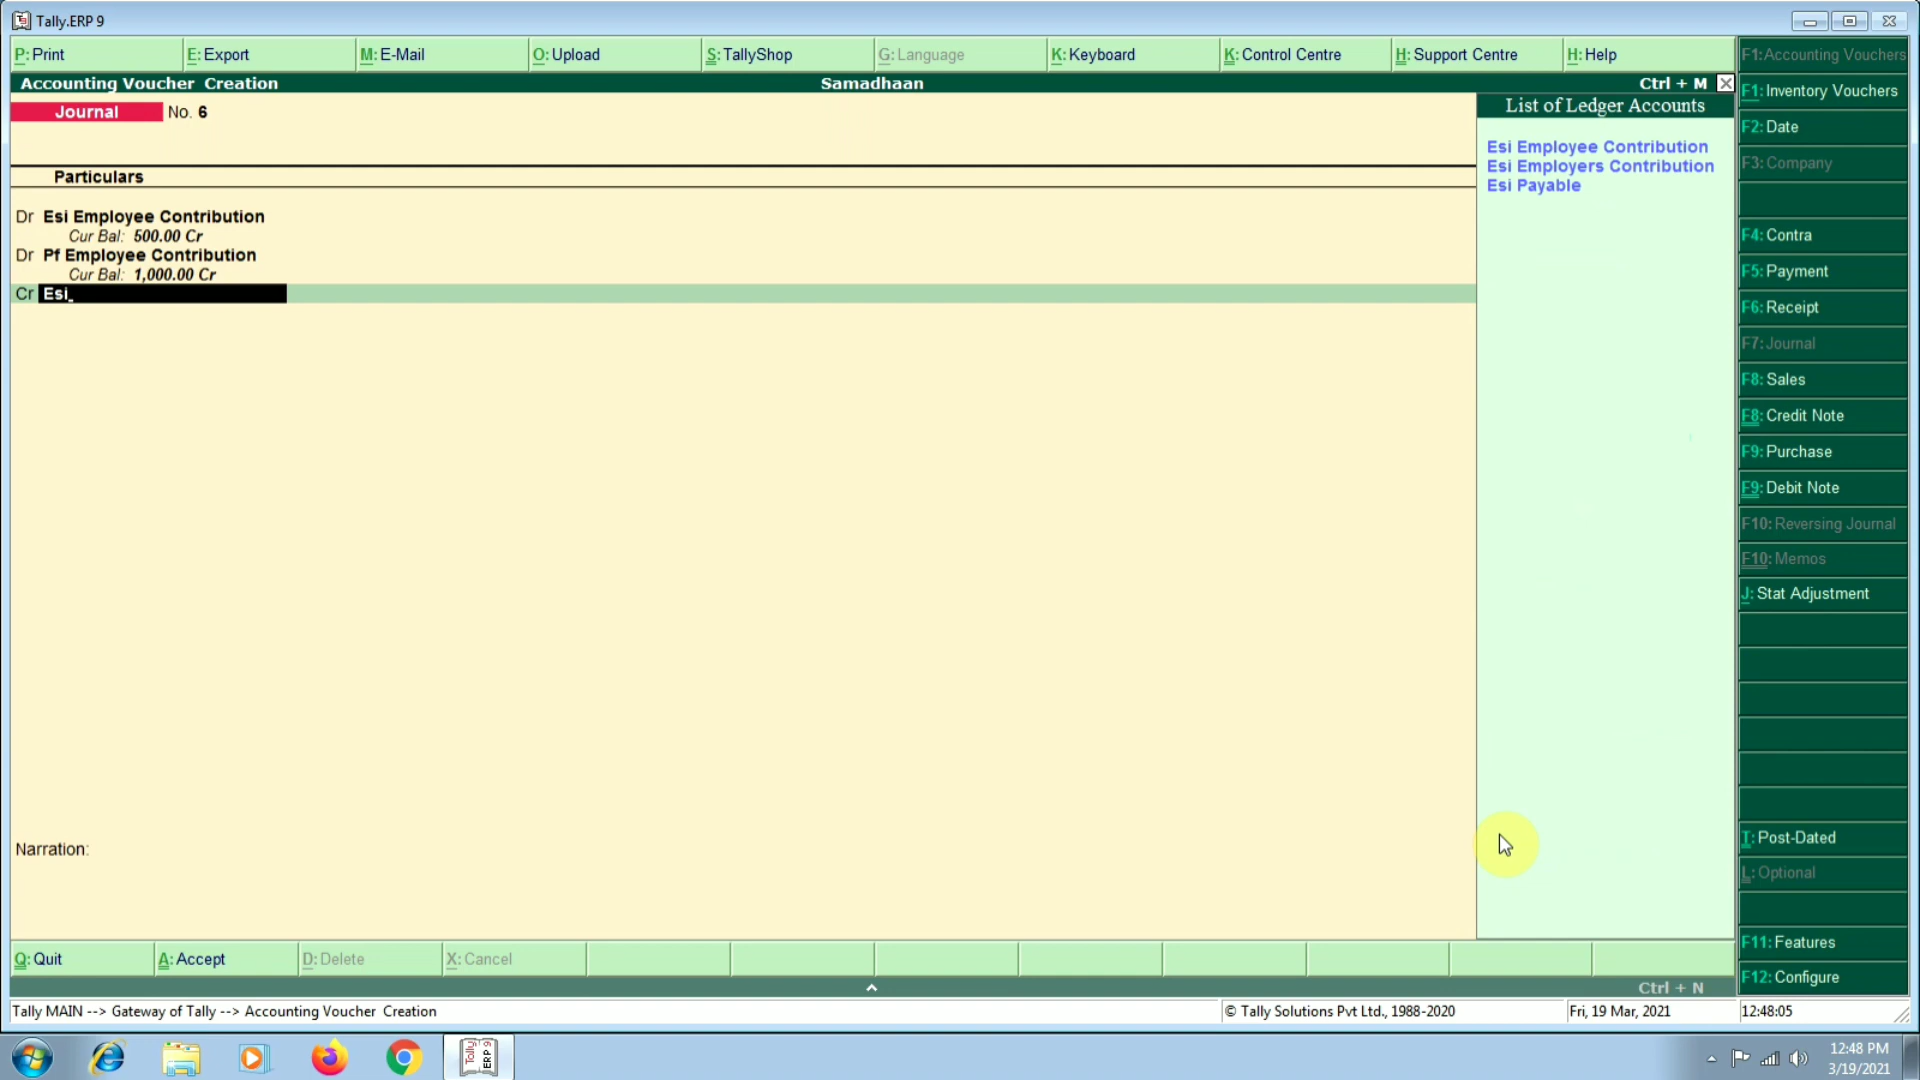 Tally.ERP 9
P: Print E: Export M: E-Mail O: Upload S: TallyShop G: Language K: Keyboard K: Control Centre H: Support Centre H: Help
Accounting Voucher Creation Samadhaan Ctrl + M
Journal No. 6
Particulars
Dr Esi Employee Contribution
Cur Bal: 500.00 Cr
Dr Pf Employee Contribution
Cur Bal: 1,000.00 Cr
Cr Esi
Narration:
List of Ledger Accounts
Esi Employee Contribution
Esi Employers Contribution
Esi Payable
F1: Accounting Vouchers
F1: Inventory Vouchers
F2: Date
F3: Company
F4: Contra
F5: Payment
F6: Receipt
F7: Journal
F8: Sales
F8: Credit Note
F9: Purchase
F9: Debit Note
F10: Reversing Journal
F10: Memos
J: Stat Adjustment
T: Post-Dated
L: Optional
F11: Features
F12: Configure
Q: Quit A: Accept D: Delete X: Cancel
Ctrl + N
Tally MAIN --> Gateway of Tally --> Accounting Voucher Creation © Tally Solutions Pvt Ltd., 1988-2020 Fri, 19 Mar, 2021 12:48:05
Tally ERP 9
12:48 PM
3/19/2021